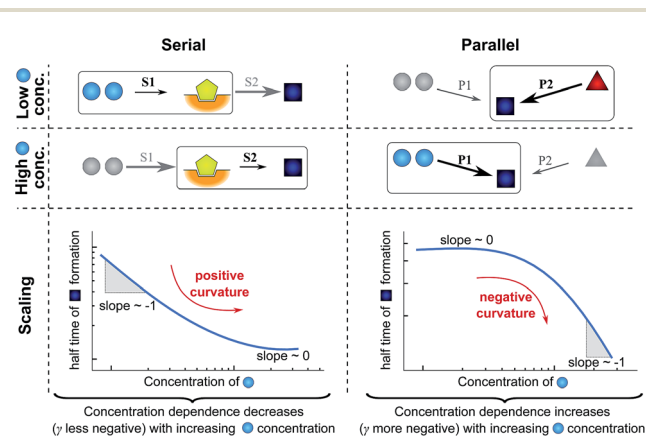 Serial
Parallel
Low
conc.
S1
S2
P1
P2
High
conc.
S1
S2
P1
P2
Scaling
half time of formation
positive
curvature
slope ~ -1
slope ~ 0
Concentration of
half time of formation
slope ~ 0
negative
curvature
slope ~ -1
Concentration of
Concentration dependence decreases
(γ less negative) with increasing concentration
Concentration dependence increases
(γ more negative) with increasing concentration